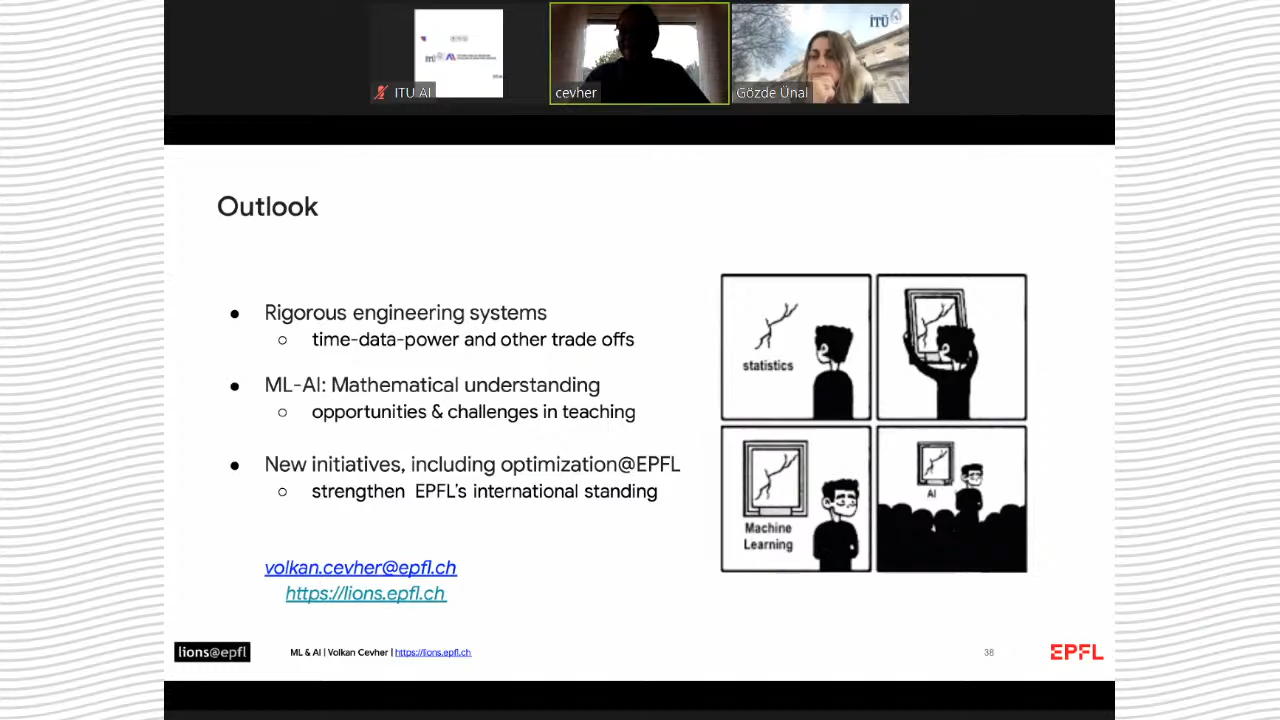 İTÜ
ITU AI
cevher
Gözde Ünal
Outlook
● Rigorous engineering systems
○ time-data-power and other trade offs
● ML-AI: Mathematical understanding
○ opportunities & challenges in teaching
● New initiatives, including optimization@EPFL
○ strengthen EPFL's international standing
volkan.cevher@epfl.ch
https://lions.epfl.ch
statistics
Machine
Learning
AI
lions@epfl
ML & AI | Volkan Cevher | https://lions.epfl.ch
38
EPFL